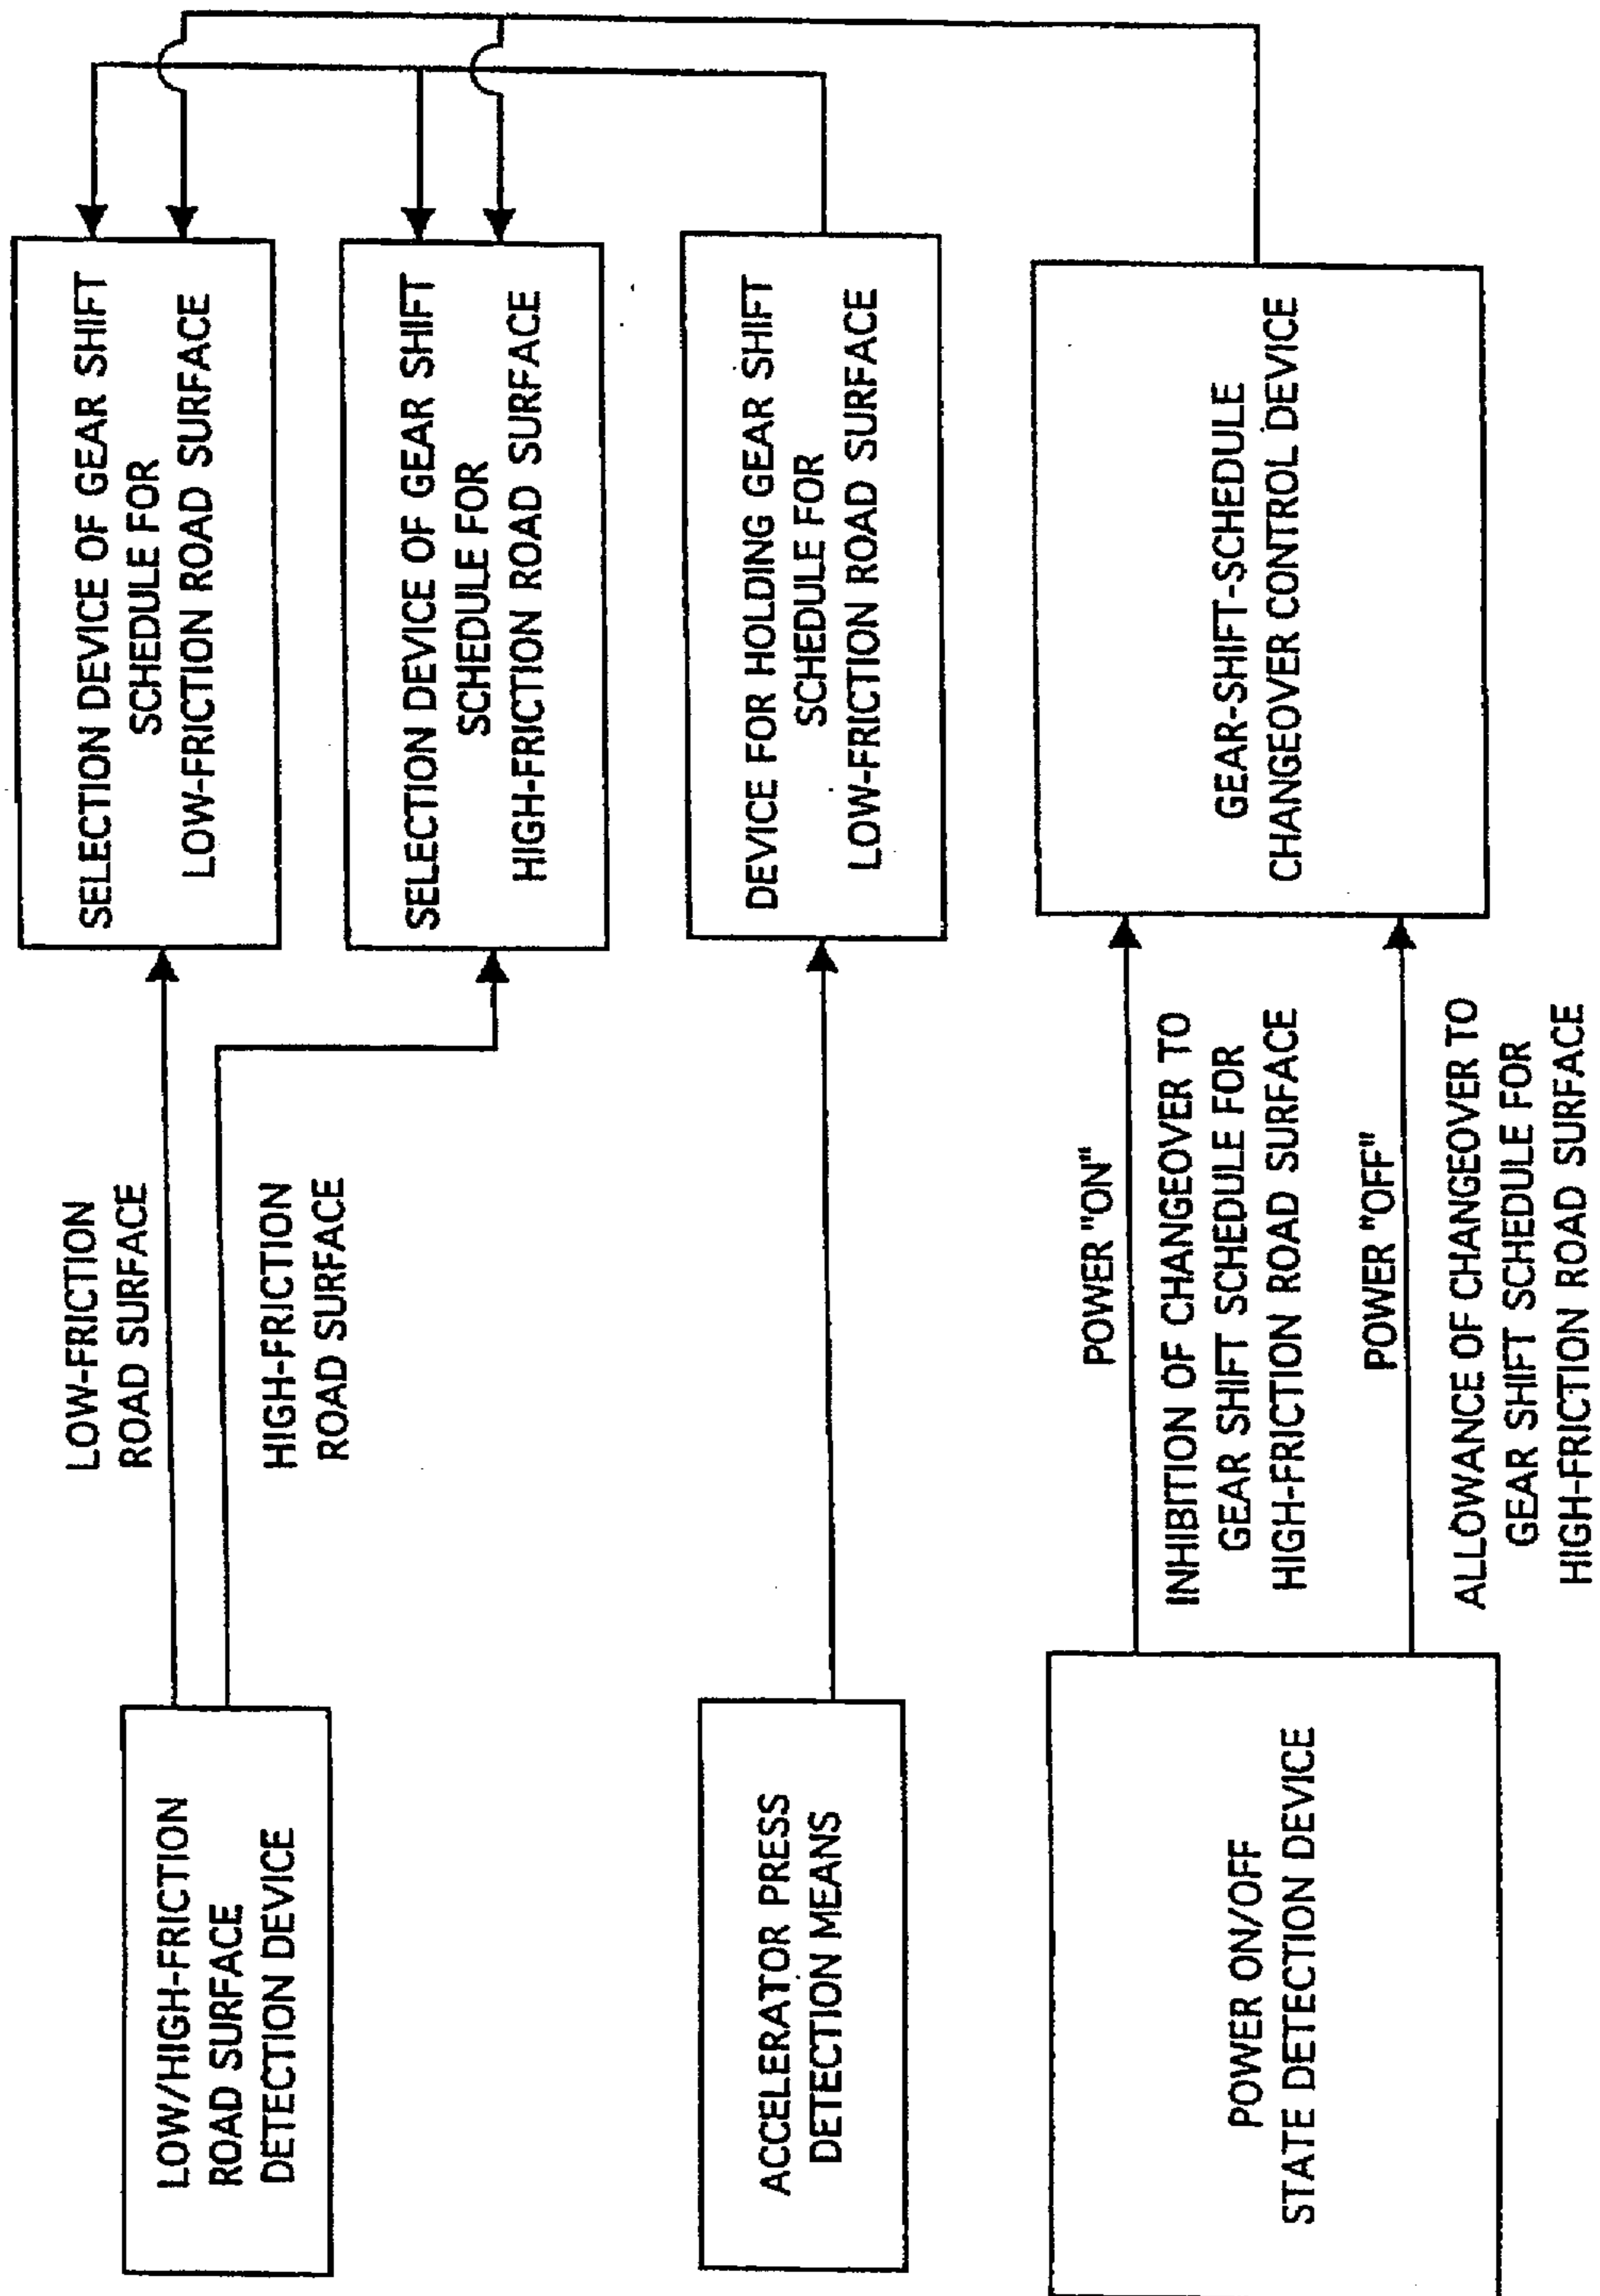 LOW/HIGH-FRICTION
ROAD SURFACE
DETECTION DEVICE
LOW-FRICTION
ROAD SURFACE
HIGH-FRICTION
ROAD SURFACE
SELECTION DEVICE OF GEAR SHIFT
SCHEDULE FOR
LOW-FRICTION ROAD SURFACE
SELECTION DEVICE OF GEAR SHIFT
SCHEDULE FOR
HIGH-FRICTION ROAD SURFACE
ACCELERATOR PRESS
DETECTION MEANS
DEVICE FOR HOLDING GEAR SHIFT
SCHEDULE FOR
LOW-FRICTION ROAD SURFACE
POWER ON/OFF
STATE DETECTION DEVICE
POWER "ON"
INHIBITION OF CHANGEOVER TO
GEAR SHIFT SCHEDULE FOR
HIGH-FRICTION ROAD SURFACE
POWER "OFF"
ALLOWANCE OF CHANGEOVER TO
GEAR SHIFT SCHEDULE FOR
HIGH-FRICTION ROAD SURFACE
GEAR-SHIFT-SCHEDULE
CHANGEOVER CONTROL DEVICE